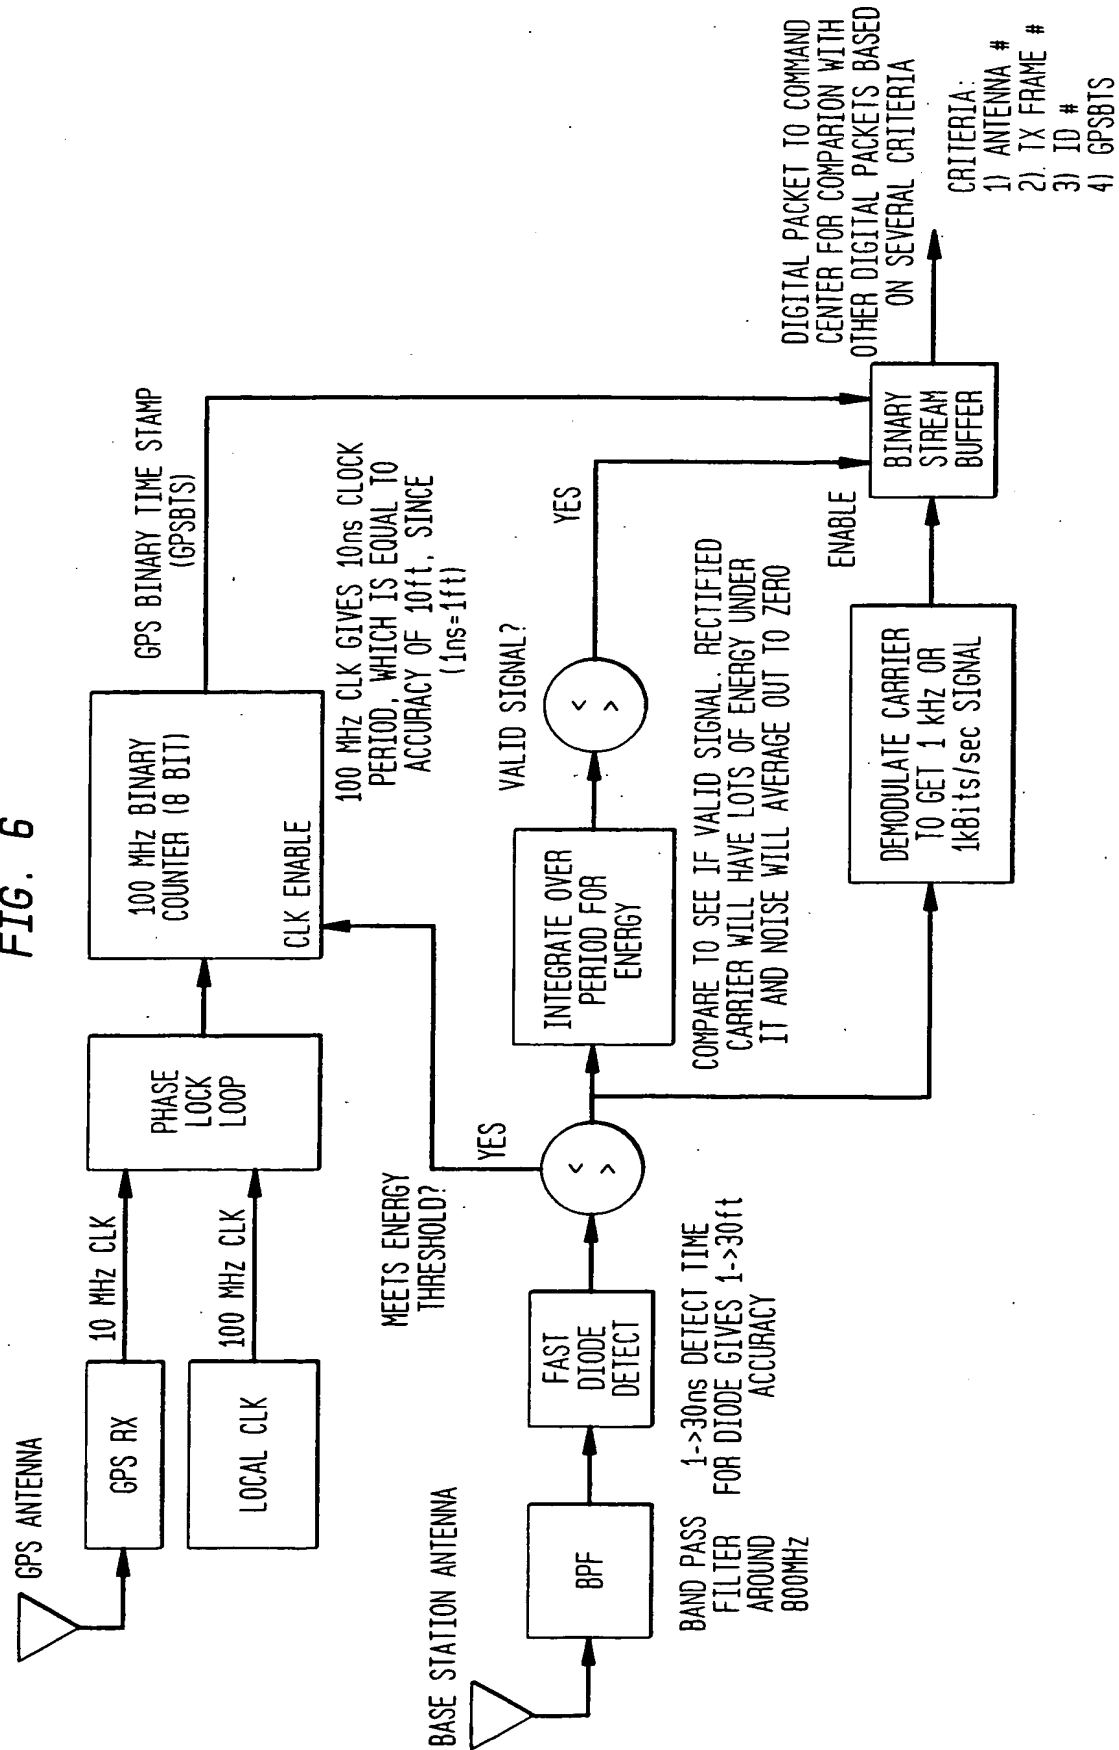 FIG. 6
GPS ANTENNA
GPS RX
10 MHz CLK
LOCAL CLK
100 MHz CLK
PHASE
LOCK
LOOP
100 MHz BINARY
COUNTER (8 BIT)
CLK ENABLE
GPS BINARY TIME STAMP
(GPSBTS)
100 MHz CLK GIVES 10ns CLOCK
PERIOD, WHICH IS EQUAL TO
ACCURACY OF 10ft. SINCE
(1ns=1ft)
MEETS ENERGY
THRESHOLD?
YES
BASE STATION ANTENNA
BPF
BAND PASS
FILTER
AROUND
800MHz
FAST
DIODE
DETECT
1->30ns DETECT TIME
FOR DIODE GIVES 1->30ft
ACCURACY
< >
INTEGRATE OVER
PERIOD FOR
ENERGY
VALID SIGNAL?
< >
YES
COMPARE TO SEE IF VALID SIGNAL. RECTIFIED
CARRIER WILL HAVE LOTS OF ENERGY UNDER
IT AND NOISE WILL AVERAGE OUT TO ZERO
DEMODULATE CARRIER
TO GET 1 kHz OR
1kBits/sec SIGNAL
ENABLE
BINARY
STREAM
BUFFER
DIGITAL PACKET TO COMMAND
CENTER FOR COMPARION WITH
OTHER DIGITAL PACKETS BASED
ON SEVERAL CRITERIA
CRITERIA:
1) ANTENNA #
2). TX FRAME #
3) ID #
4) GPSBTS